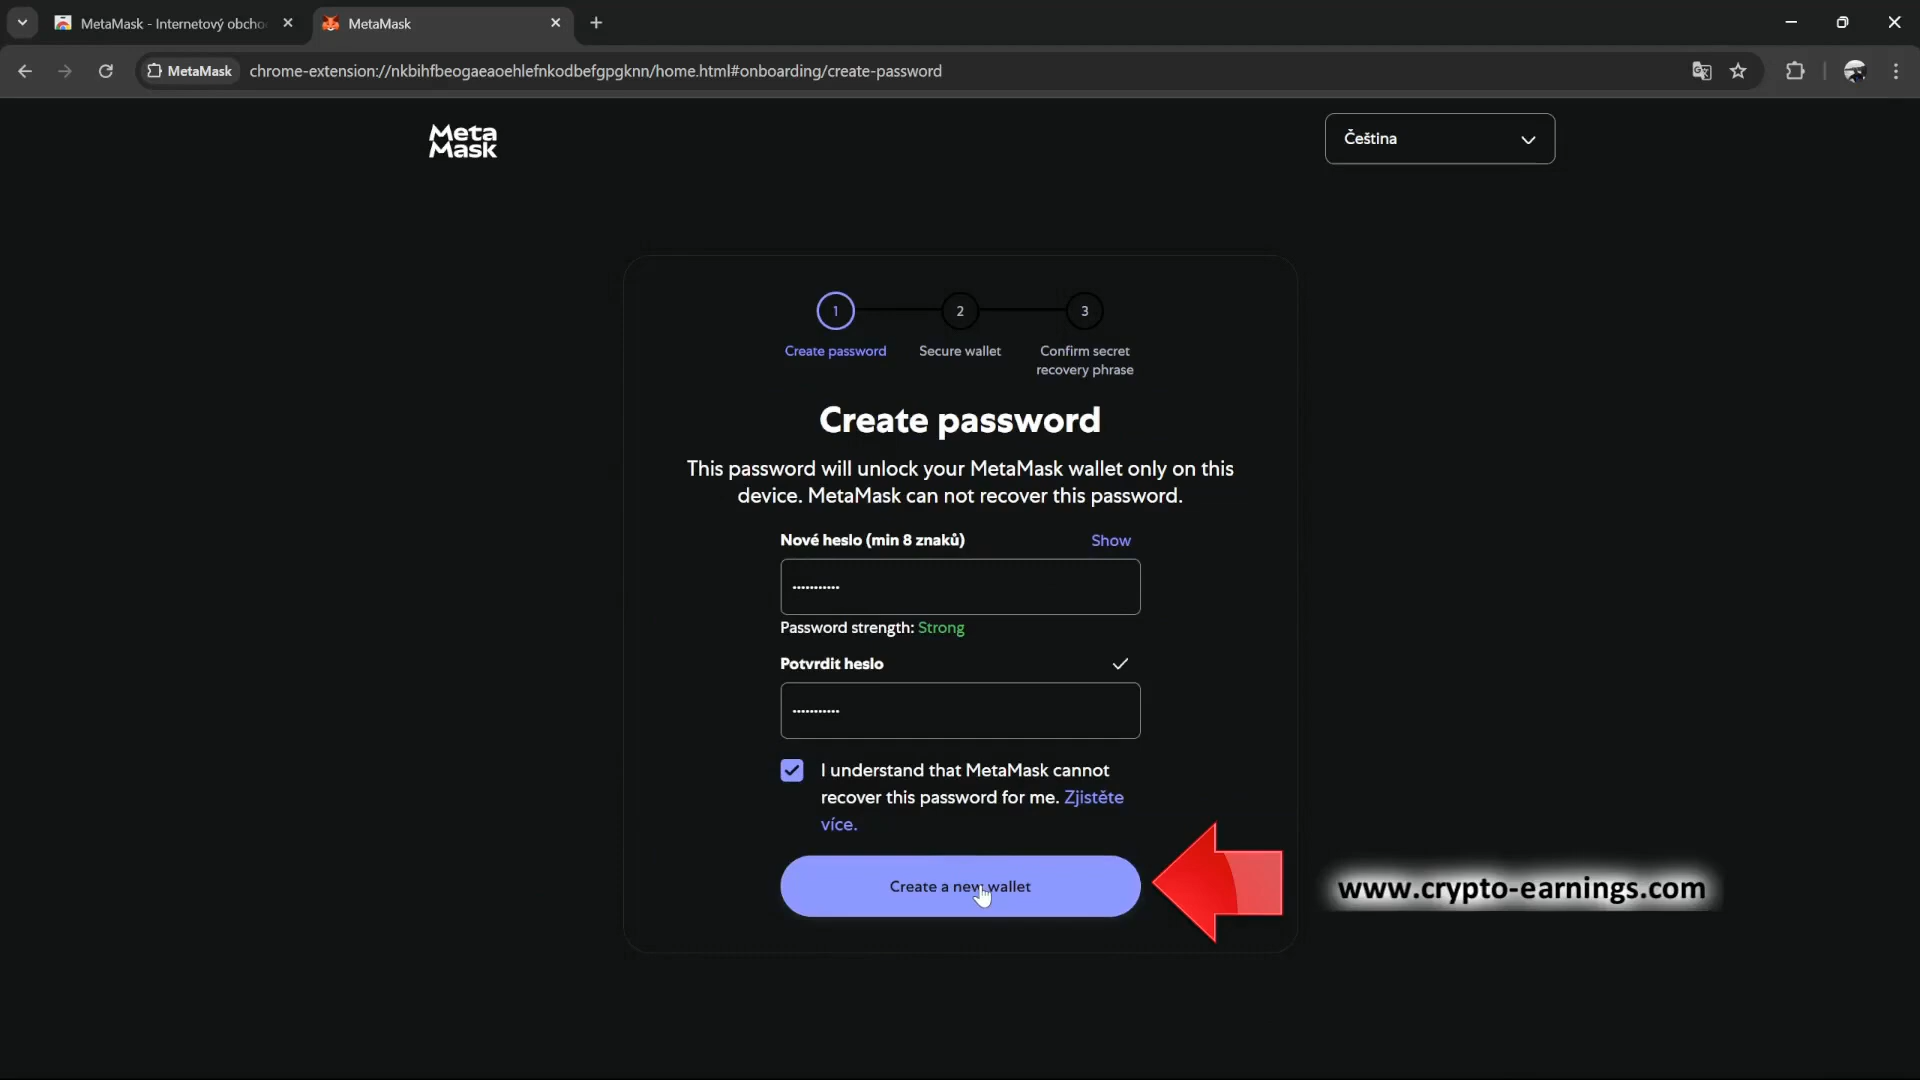 MetaMask - Internetový obcho
MetaMask
MetaMask
chrome-extension://nkbihfbeogaeaoehlefnkodbefgpgknn/home.html#onboarding/create-password
Meta
Mask
Čeština
1
2
3
Create password
Secure wallet
Confirm secret
recovery phrase
Create password
This password will unlock your MetaMask wallet only on this
device. MetaMask can not recover this password.
Nové heslo (min 8 znaků)
Show
Password strength: Strong
Potvrdit heslo
I understand that MetaMask cannot
recover this password for me. Zjistěte
více.
Create a new wallet
www.crypto-earnings.com